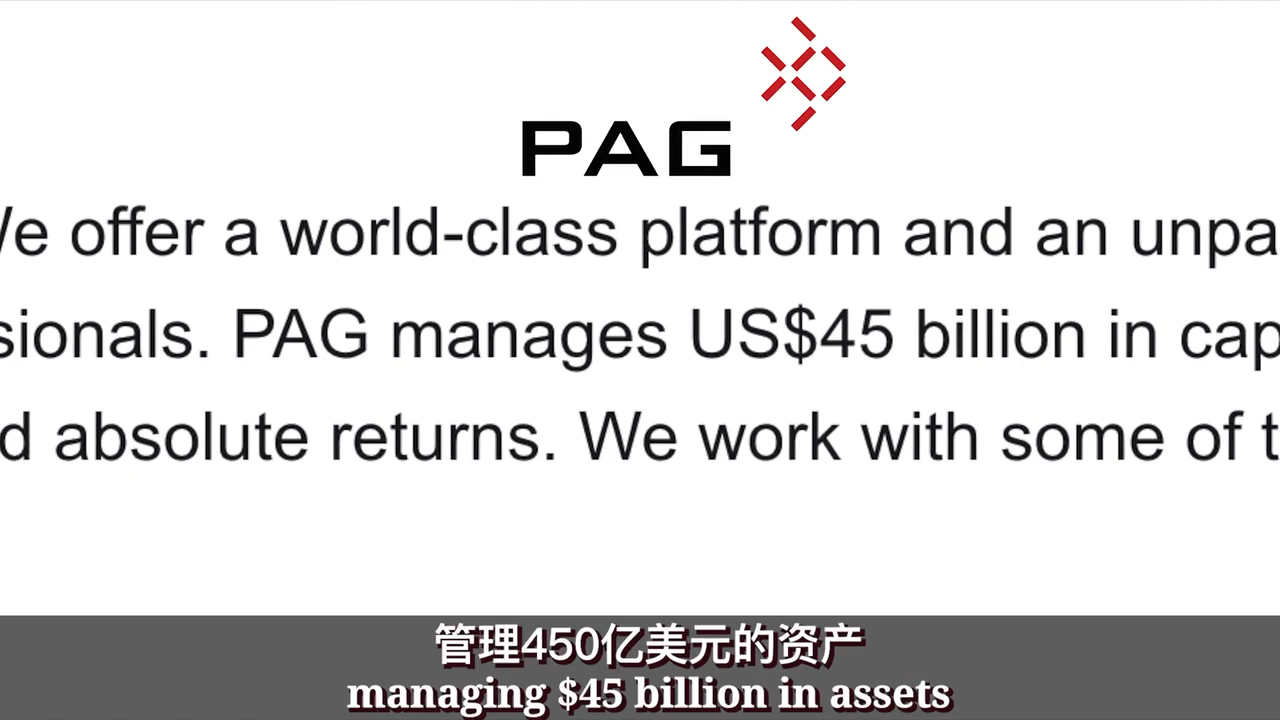 PAG
We offer a world-class platform and an unpa
sionals. PAG manages US$45 billion in cap
d absolute returns. We work with some of t
管理450亿美元的资产
managing $45 billion in assets